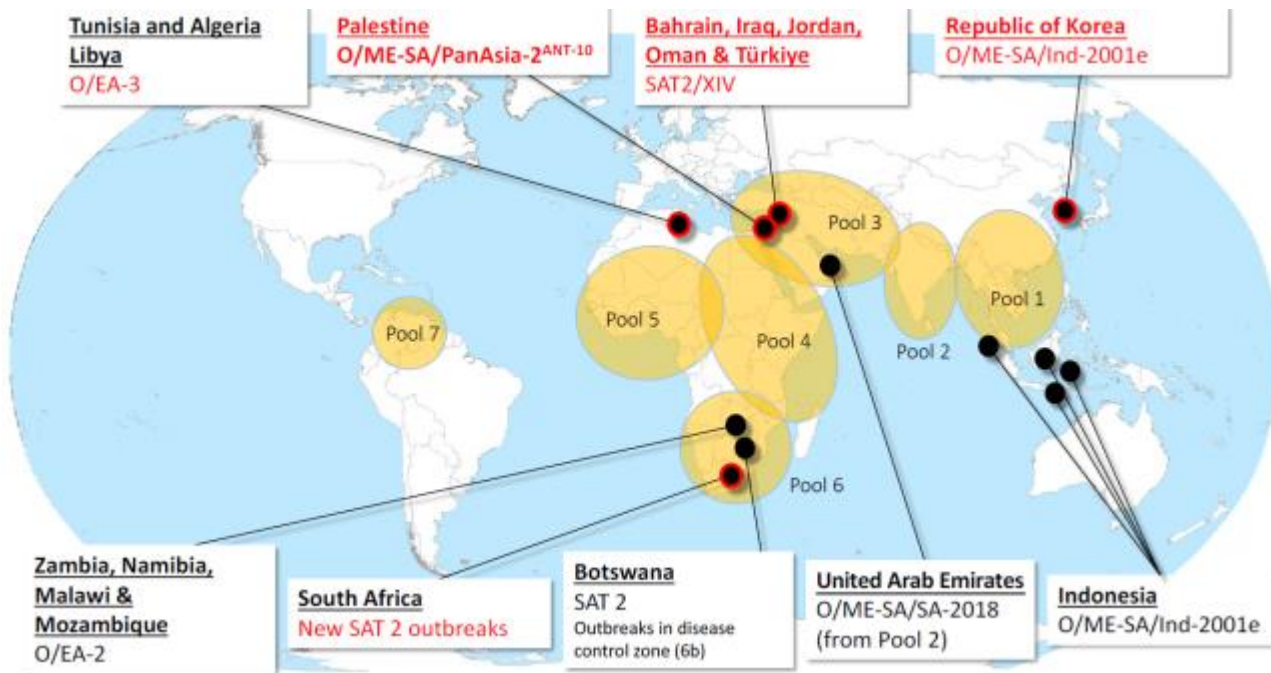 Tunisia and Algeria
Libya
O/EA-3
Palestine
O/ME-SA/PanAsia-2ANT-10
Bahrain, Iraq, Jordan,
Oman & Türkiye
SAT2/XIV
Republic of Korea
O/ME-SA/Ind-2001e
Pool 3
Pool 1
Pool 5
Pool 4
Pool 7
Pool 2
Pool 6
Zambia, Namibia,
Malawi &
Mozambique
O/EA-2
South Africa
New SAT 2 outbreaks
Botswana
SAT 2
Outbreaks in disease
control zone (6b)
United Arab Emirates
O/ME-SA/SA-2018
(from Pool 2)
Indonesia
O/ME-SA/Ind-2001e